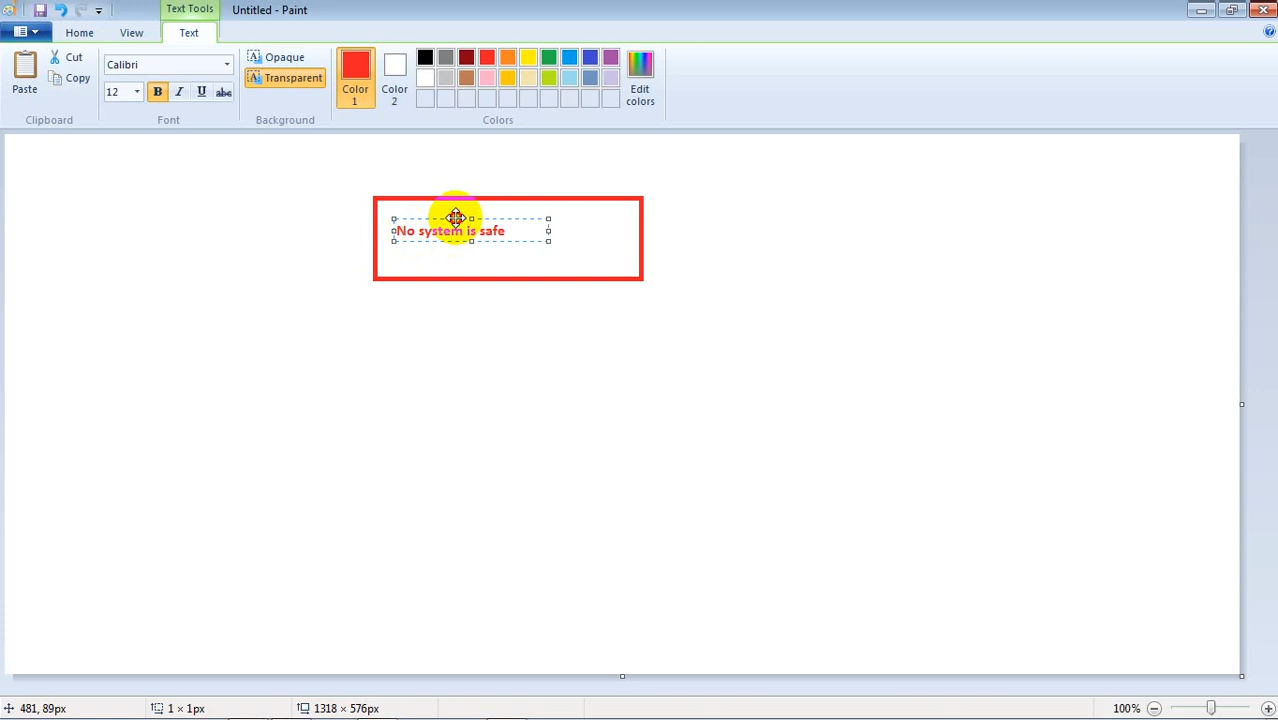 Text Tools
Untitled - Paint
Home
View
Text
Paste
Cut
Copy
Clipboard
Calibri
12
B
I
U
abc
Font
A Opaque
A Transparent
Background
Color 1
Color 2
Edit colors
Colors
No system is safe
481, 89px
1 × 1px
1318 × 576px
100%